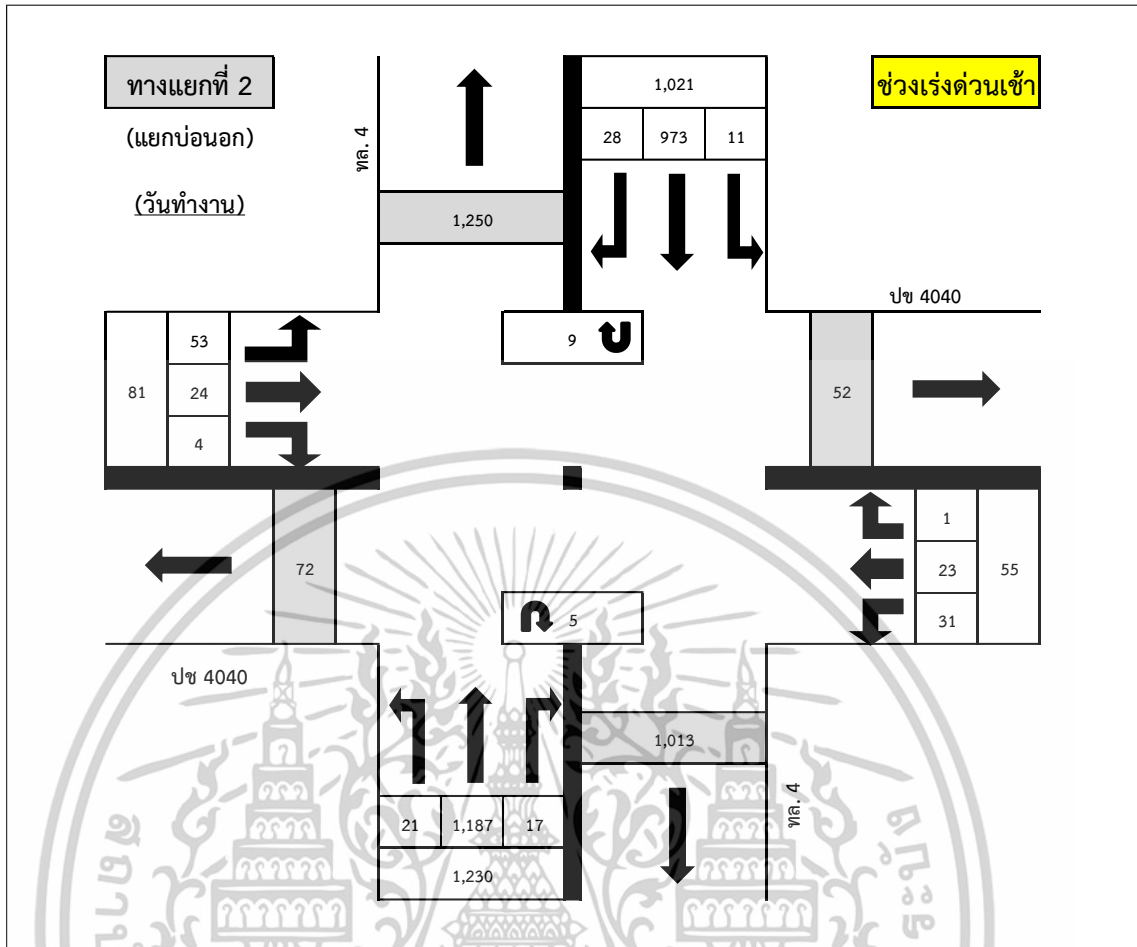 ทางแยกที่ 2
(แยกบ่อนอก)
(วันทำงาน)
ช่วงเร่งด่วนเช้า
ทล. 4
1,021
28 973 11
1,250
ปข 4040
9
53
81 24
4
52
1
23 55
31
72
5
ปช 4040
1,013
ทล. 4
21 1,187 17
1,230